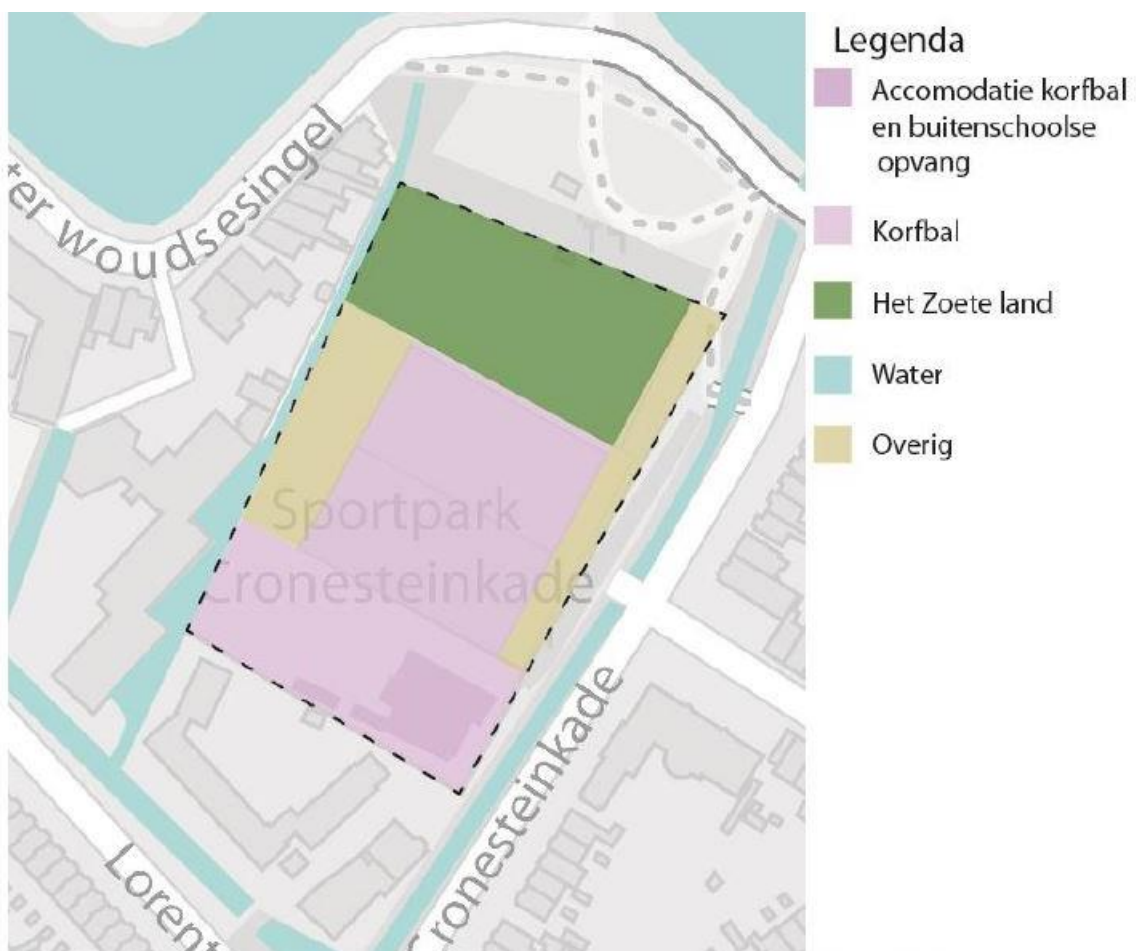 Legenda
Accomodatie korfbal
en buitenschoolse
opvang
Korfbal
Het Zoete land
Water
Overig
ter woudsesingel
Sportpark
Cronesteinkade
Cronesteinkade
Lorent